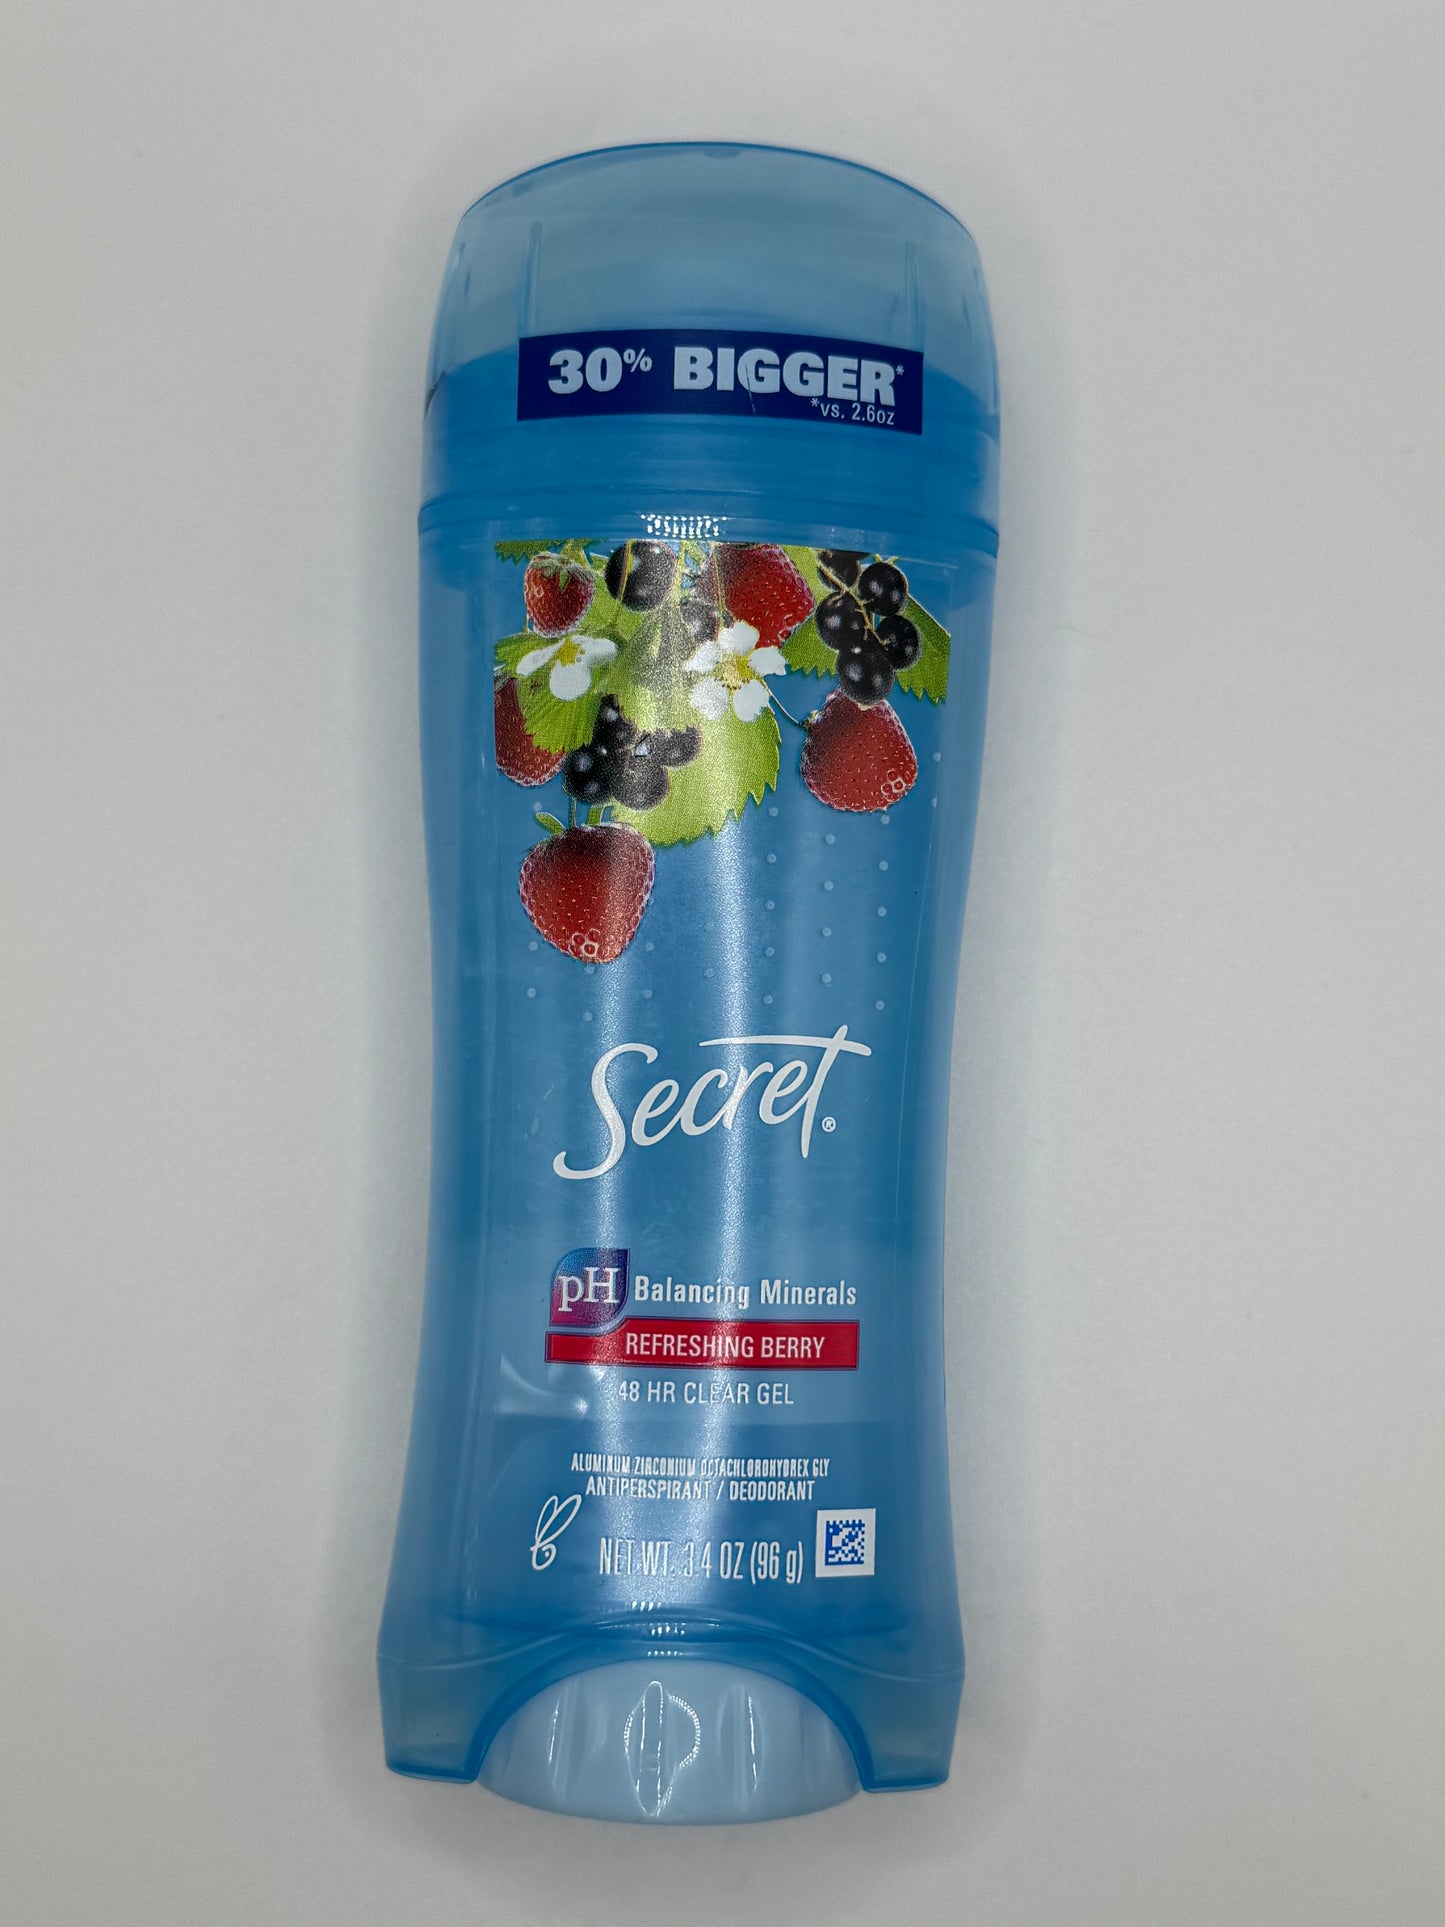 30% BIGGER*
*vs. 2.6oz
Secret®
pH Balancing Minerals
REFRESHING BERRY
48 HR CLEAR GEL
ALUMINUM ZIRCONIUM OCTACHLOROHYDREX GLY
ANTIPERSPIRANT / DEODORANT
NET WT. 3.4 OZ (96 g)